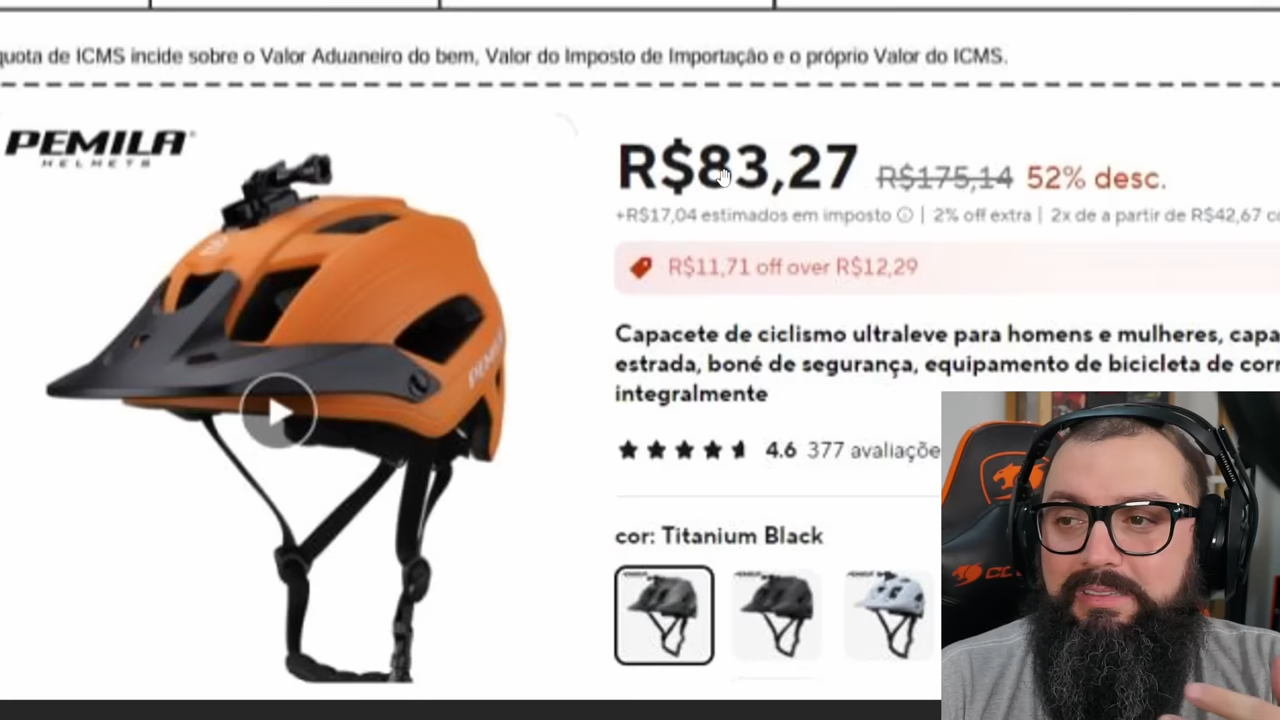 quota de ICMS incide sobre o Valor Aduaneiro do bem, Valor do Imposto de Importação e o próprio Valor do ICMS.
PEMILA
HELMETS
R$83,27 R$175,14 52% desc.
+R$17,04 estimados em imposto | 2% off extra | 2x de a partir de R$42,67
R$11,71 off over R$12,29
Capacete de ciclismo ultraleve para homens e mulheres, capa
estrada, boné de segurança, equipamento de bicicleta de corr
integralmente
4.6 377 avaliaçõe
cor: Titanium Black